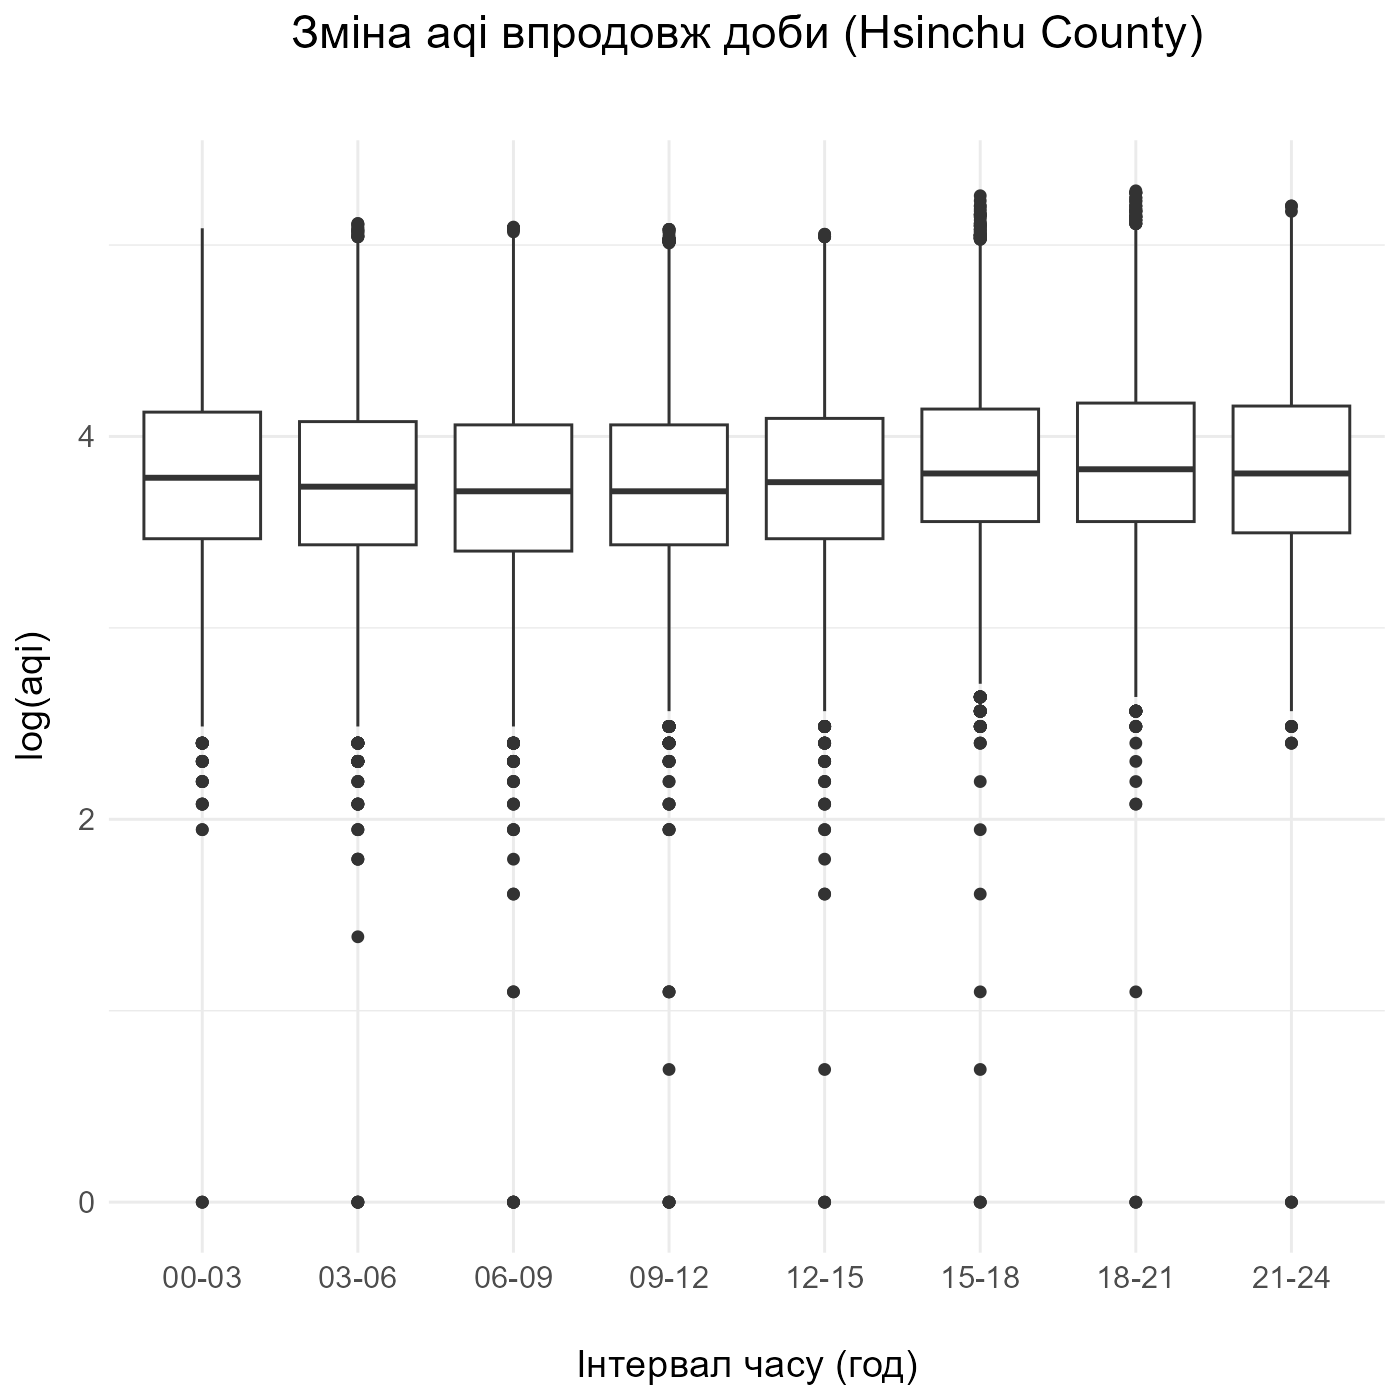 Зміна aqi впродовж доби (Hsinchu County)
log(aqi)
4
2
0
00-03 03-06 06-09 09-12 12-15 15-18 18-21 21-24
Інтервал часу (год)